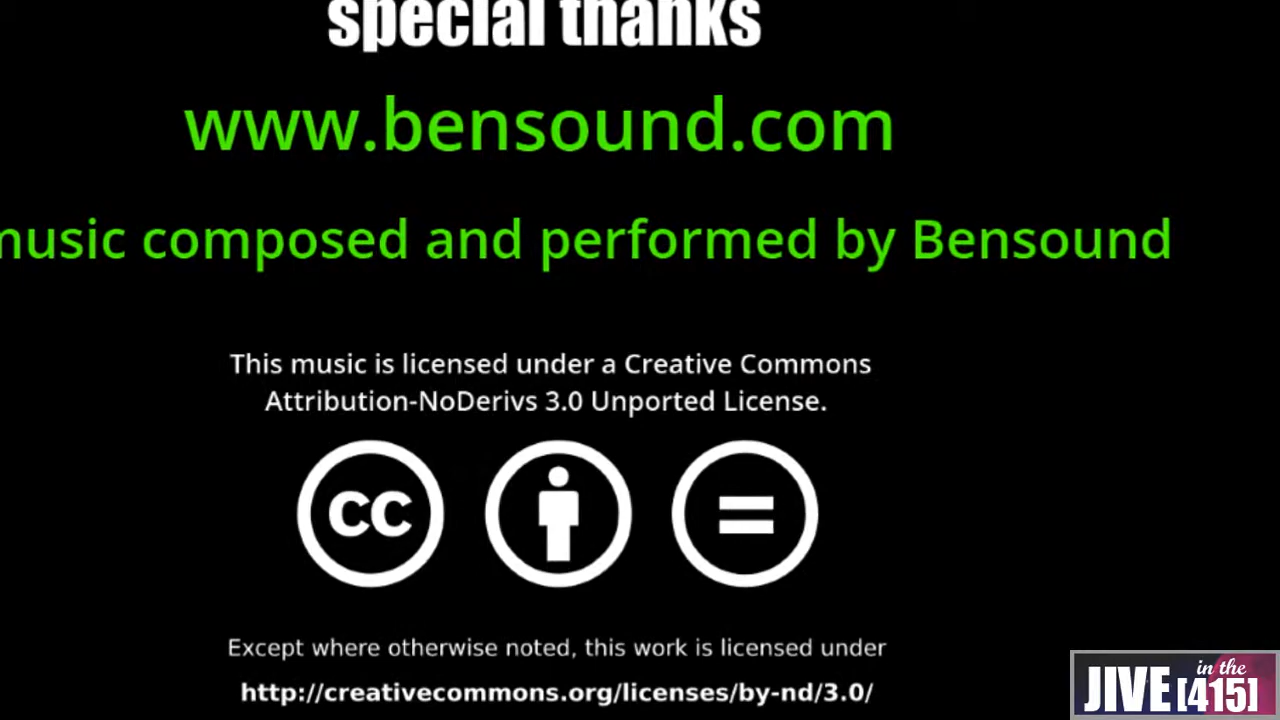 special thanks
www.bensound.com
music composed and performed by Bensound
This music is licensed under a Creative Commons
Attribution-NoDerivs 3.0 Unported License.
cc
=
Except where otherwise noted, this work is licensed under
http://creativecommons.org/licenses/by-nd/3.0/
JIVE in the [415]